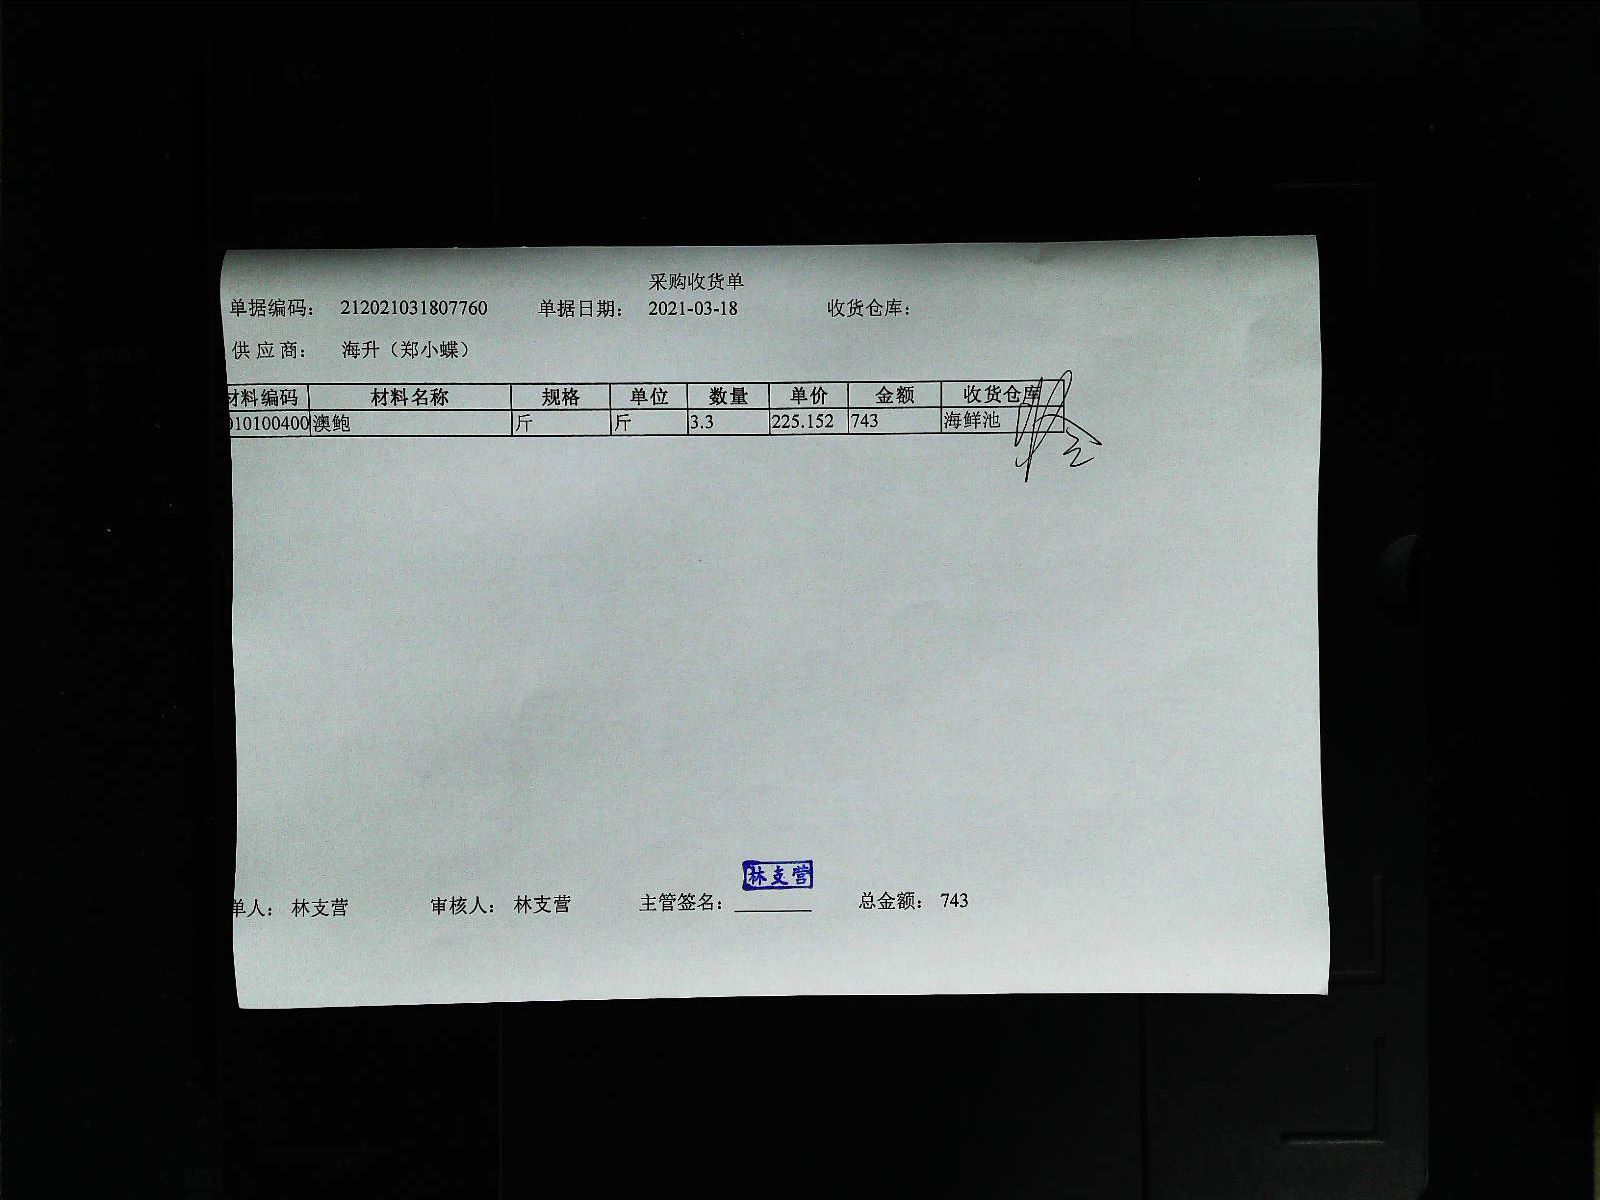 采购收货单
单据编码： 212021031807760 单据日期： 2021-03-18 收货仓库：
供 应 商： 海升（郑小蝶）
材料编码 材料名称 规格 单位 数量 单价 金额 收货仓库
010100400 澳鲍 斤 斤 3.3 225.152 743 海鲜池
林支营
单人： 林支营 审核人： 林支营 主管签名： 总金额： 743